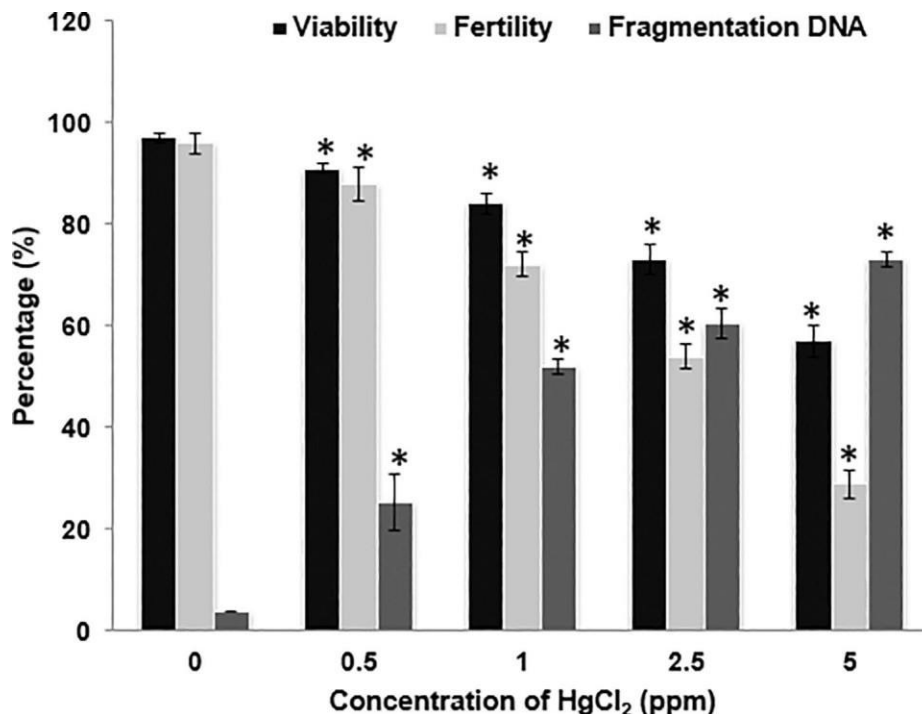 Viability Fertility Fragmentation DNA
Percentage (%)
120
100
80
60
40
20
0
* * * * * * * * * * * *
0 0.5 1 2.5 5
Concentration of HgCl₂ (ppm)